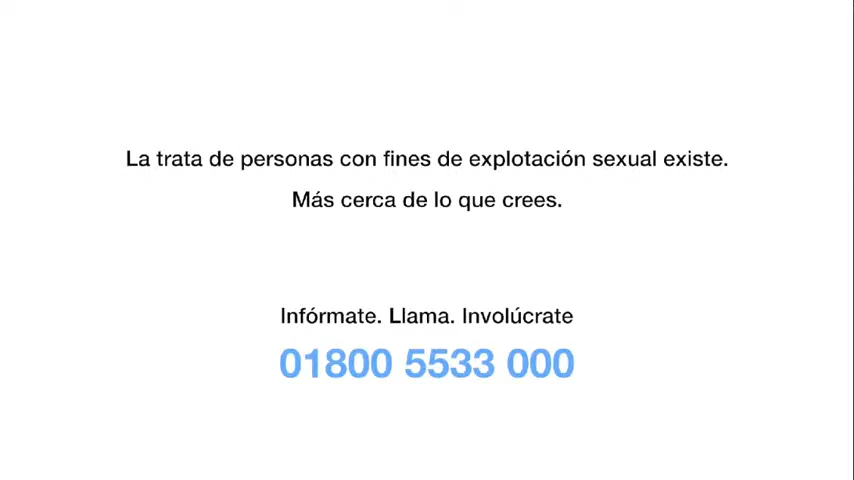 La trata de personas con fines de explotación sexual existe.
Más cerca de lo que crees.
Infórmate. Llama. Involúcrate
01800 5533 000